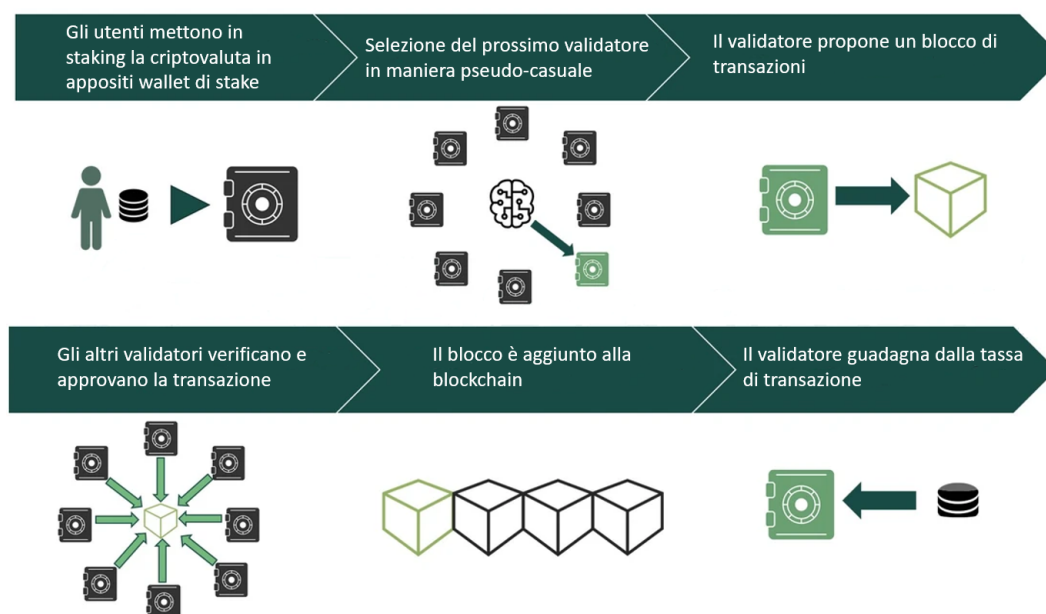 Gli utenti mettono in
staking la criptovaluta in
appositi wallet di stake
Selezione del prossimo validatore
in maniera pseudo-casuale
Il validatore propone un blocco di
transazioni
Gli altri validatori verificano e
approvano la transazione
Il blocco è aggiunto alla
blockchain
Il validatore guadagna dalla tassa
di transazione